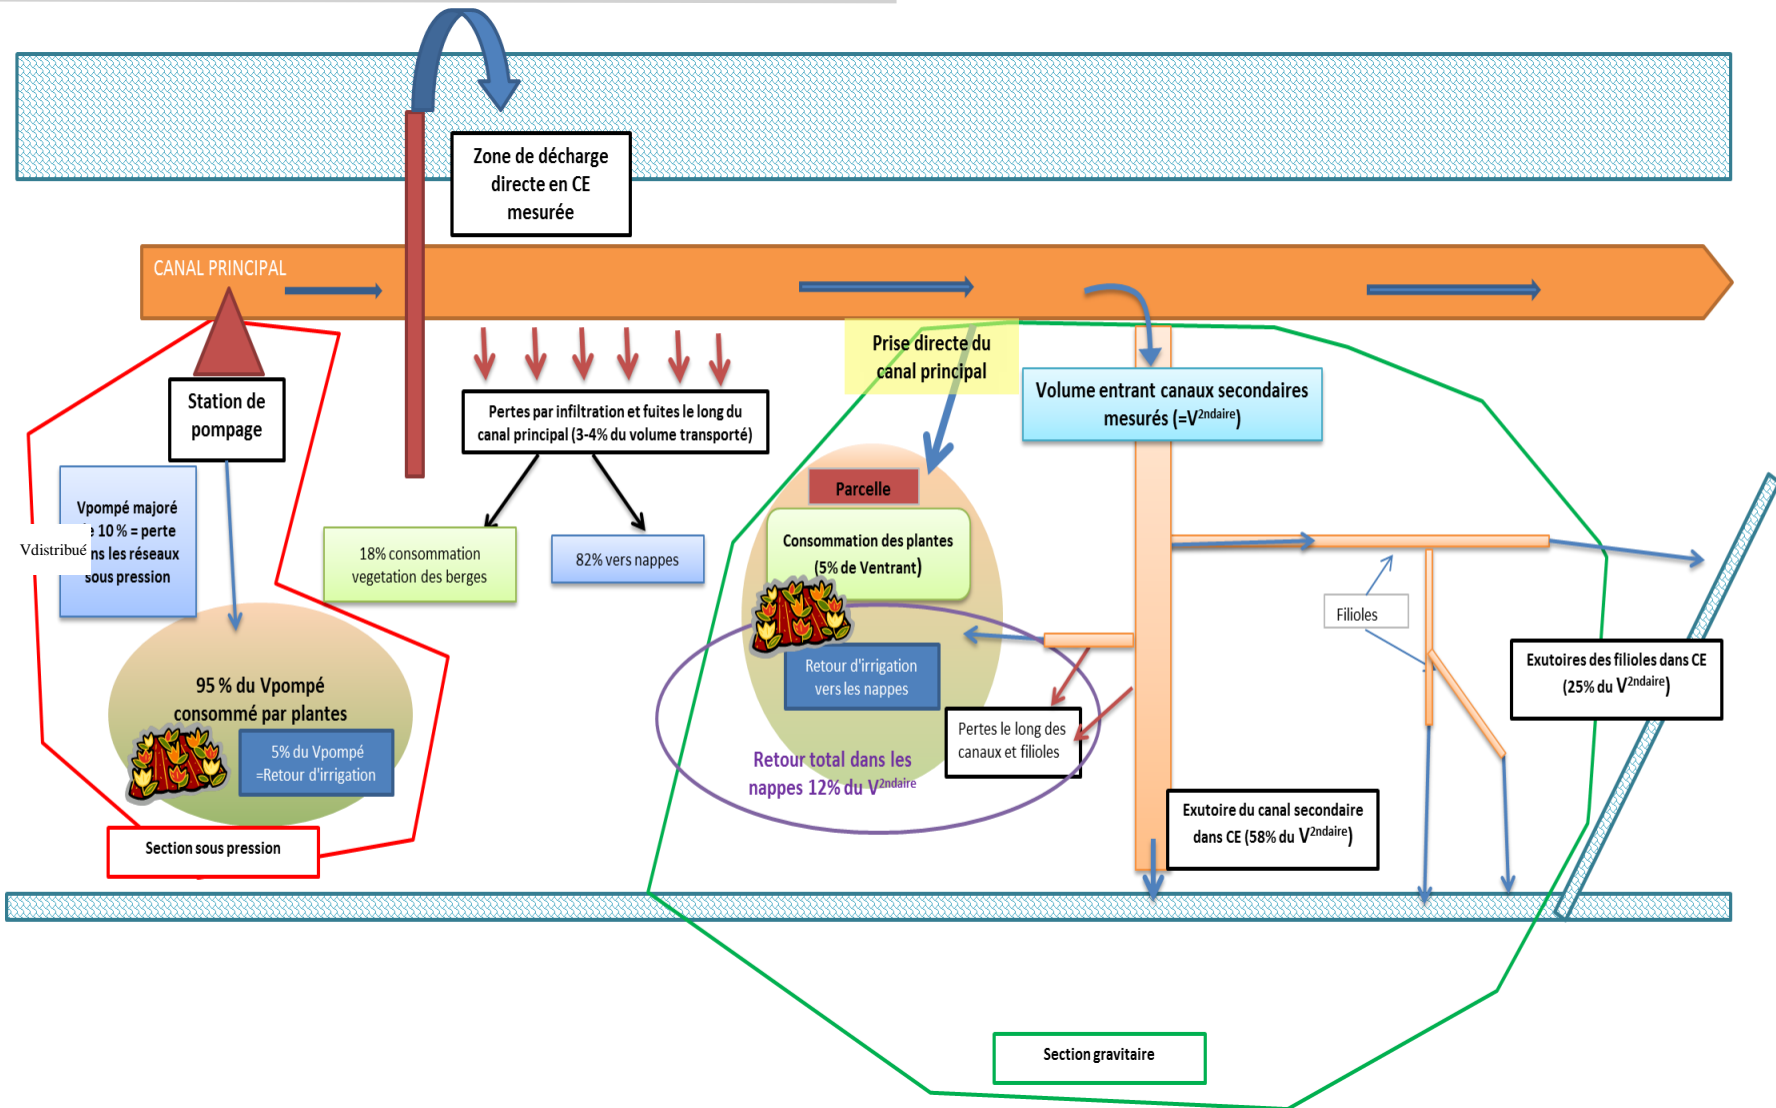 Zone de décharge
directe en CE
mesurée
CANAL PRINCIPAL
Prise directe du
canal principal
Station de
pompage
Pertes par infiltration et fuites le long du
canal principal (3-4% du volume transporté)
Volume entrant canaux secondaires
mesurés (=V2ndaire)
Vpompé majoré
e 10 % = perte
ns les réseaux
sous pression
Vdistribué
18% consommation
vegetation des berges
82% vers nappes
Parcelle
Consommation des plantes
(5% de Ventrant)
Filioles
Retour d'irrigation
vers les nappes
Exutoires des filioles dans CE
(25% du V2ndaire)
95 % du Vpompé
consommé par plantes
5% du Vpompé
=Retour d'irrigation
Pertes le long des
canaux et filioles
Retour total dans les
nappes 12% du V2ndaire
Exutoire du canal secondaire
dans CE (58% du V2ndaire)
Section sous pression
Section gravitaire